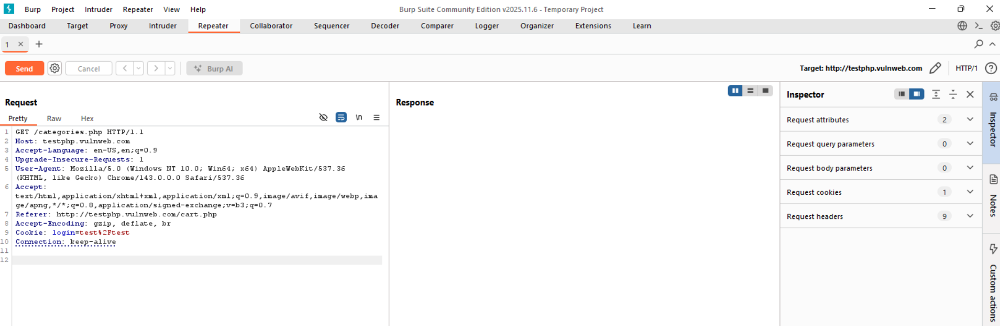 Burp Project Intruder Repeater View Help Burp Suite Community Edition v2025.11.6 - Temporary Project
Dashboard Target Proxy Intruder Repeater Collaborator Sequencer Decoder Comparer Logger Organizer Extensions Learn
1
Send Cancel Burp AI Target: http://testphp.vulnweb.com HTTP/1
Request
Pretty Raw Hex \n
1 GET /categories.php HTTP/1.1
2 Host: testphp.vulnweb.com
3 Accept-Language: en-US,en;q=0.9
4 Upgrade-Insecure-Requests: 1
5 User-Agent: Mozilla/5.0 (Windows NT 10.0; Win64; x64) AppleWebKit/537.36
(KHTML, like Gecko) Chrome/143.0.0.0 Safari/537.36
6 Accept:
text/html,application/xhtml+xml,application/xml;q=0.9,image/avif,image/webp,ima
ge/apng,*/*;q=0.8,application/signed-exchange;v=b3;q=0.7
7 Referer: http://testphp.vulnweb.com/cart.php
8 Accept-Encoding: gzip, deflate, br
9 Cookie: login=test%2Ftest
10 Connection: keep-alive
11
12
Response
Inspector
Request attributes 2
Request query parameters 0
Request body parameters 0
Request cookies 1
Request headers 9
Inspector
Notes
Custom actions